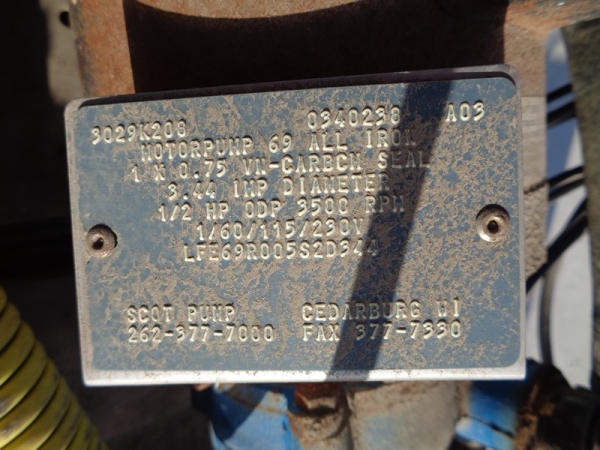 3029K208 0340238 A03
MOTORPUMP 69 ALL IRON
1 X 0.75 VN-CARBCM SEAL
3.44 IMP DIAMETER
1/2 HP ODP 3500 RPM
1/60/115/230V
LFE69R005S2D344
SCOT PUMP CEDARBURG WI
262-377-7000 FAX 377-7330